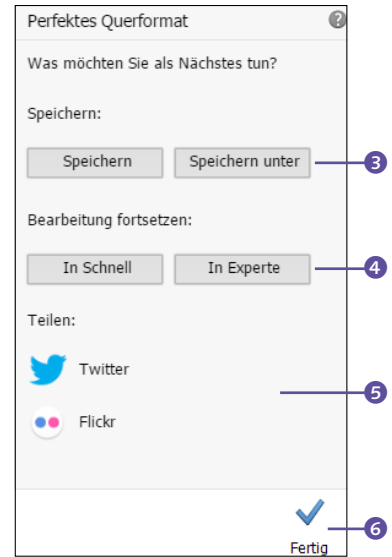 Perfektes Querformat ?
Was möchten Sie als Nächstes tun?
Speichern:
Speichern Speichern unter 3
Bearbeitung fortsetzen:
In Schnell In Experte 4
Teilen:
Twitter
5
Flickr
6
Fertig